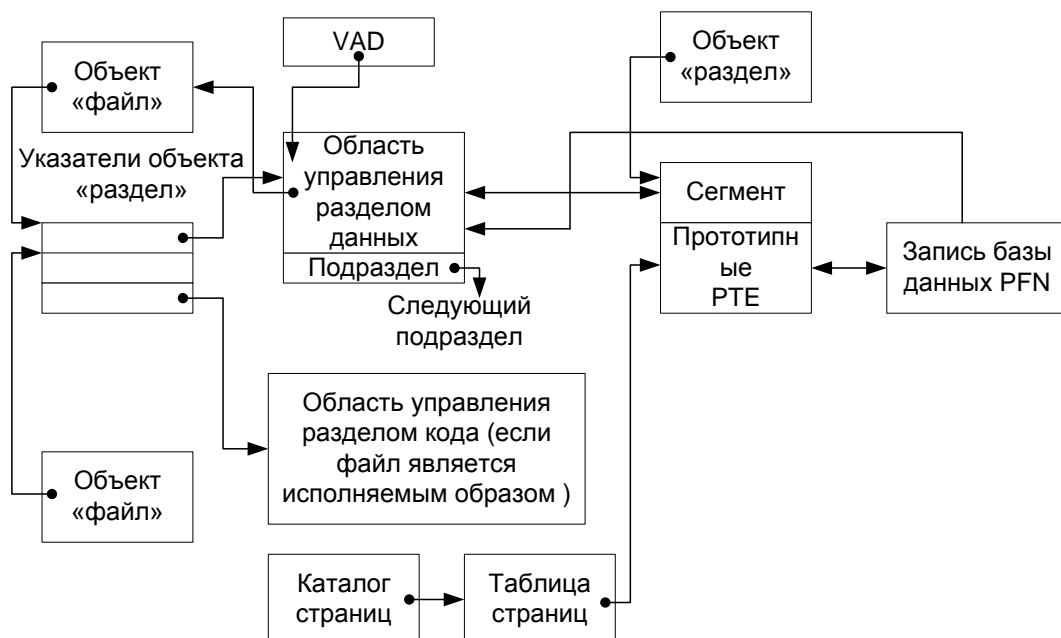 VAD
Объект
«раздел»
Объект
«файл»
Указатели объекта
«раздел»
Область
управления
разделом
данных
Подраздел
Следующий
подраздел
Сегмент
Прототипн
ые
PTE
Запись базы
данных PFN
Область управления
разделом кода (если
файл является
исполняемым образом )
Объект
«файл»
Каталог
страниц
Таблица
страниц